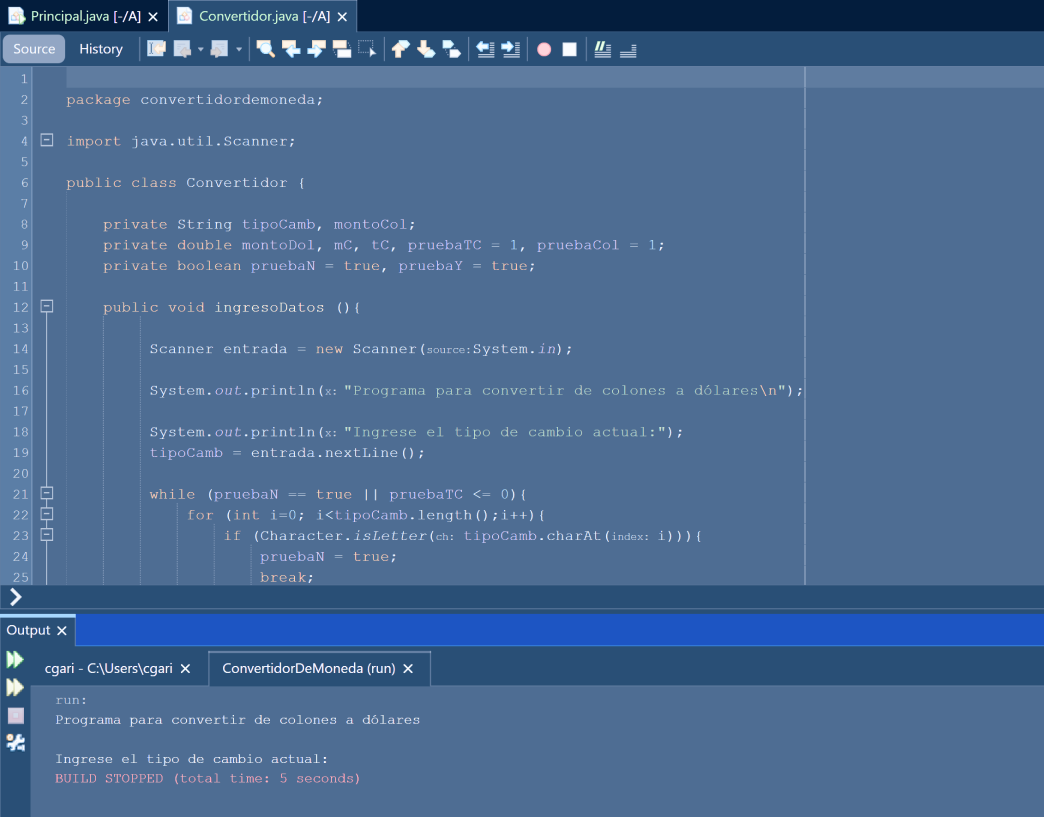 Principal.java [-/A] Convertidor.java [-/A]
Source History
1
2 package convertidordemoneda;
3
4 import java.util.Scanner;
5
6 public class Convertidor {
7
8 private String tipoCamb, montoCol;
9 private double montoDol, mC, tC, pruebaTC = 1, pruebaCol = 1;
10 private boolean pruebaN = true, pruebaY = true;
11
12 public void ingresoDatos (){
13
14 Scanner entrada = new Scanner(source:System.in);
15
16 System.out.println(x: "Programa para convertir de colones a dólares\n");
17
18 System.out.println(x: "Ingrese el tipo de cambio actual:");
19 tipoCamb = entrada.nextLine();
20
21 while (pruebaN == true || pruebaTC <= 0){
22 for (int i=0; i<tipoCamb.length();i++){
23 if (Character.isLetter(ch: tipoCamb.charAt(index: i))){
24 pruebaN = true;
25 break;
Output
cgari - C:\Users\cgari ConvertidorDeMoneda (run)
run:
Programa para convertir de colones a dólares
Ingrese el tipo de cambio actual:
BUILD STOPPED (total time: 5 seconds)